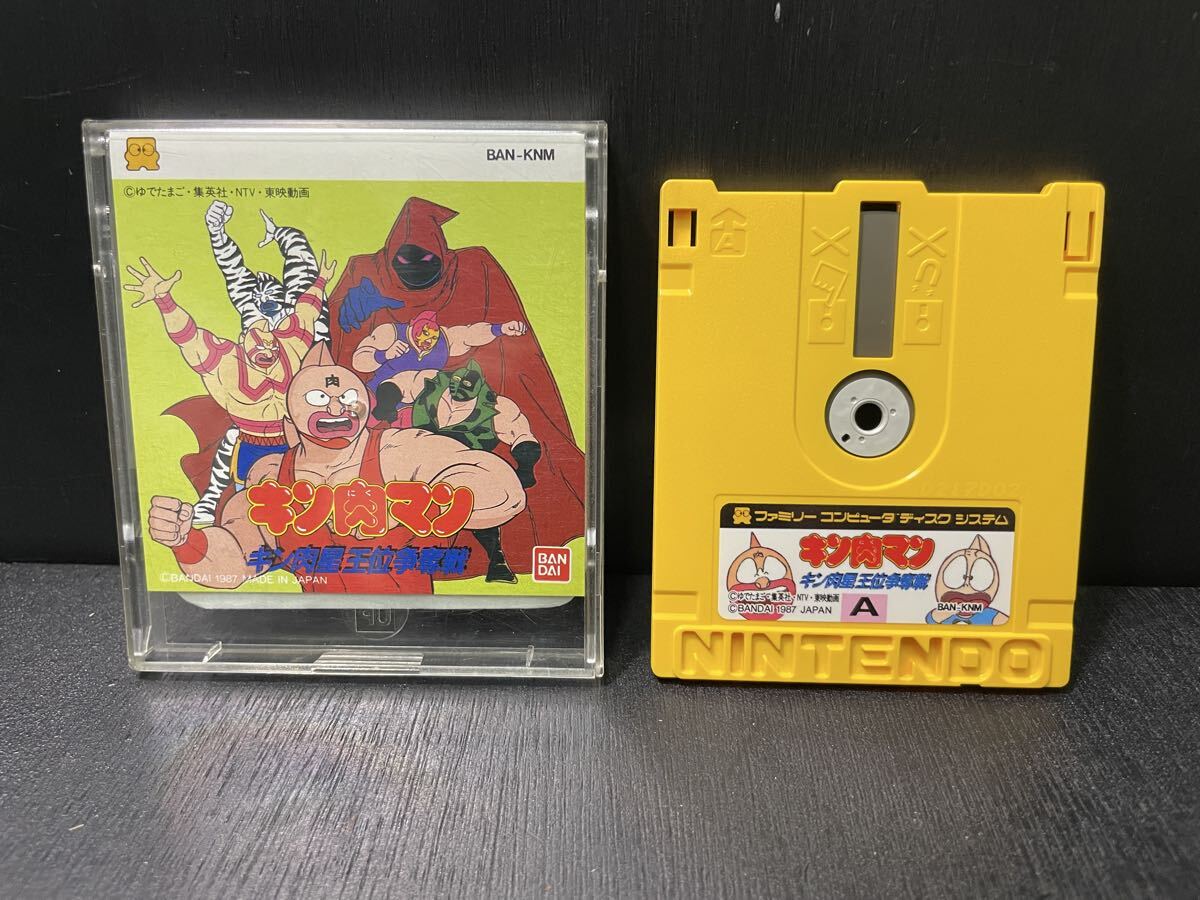 BAN-KNM
©ゆでたまご・集英社・NTV・東映動画
肉
キン肉マン
キン肉星王位争奪戦
©BANDAI 1987 MADE IN JAPAN
BAN
DAI
A
ファミリー コンピュータ ディスク システム
キン肉マン
キン肉星王位争奪戦
©ゆでたまご・集英社・NTV・東映動画
©BANDAI 1987 JAPAN
A
BAN-KNM
NINTENDO